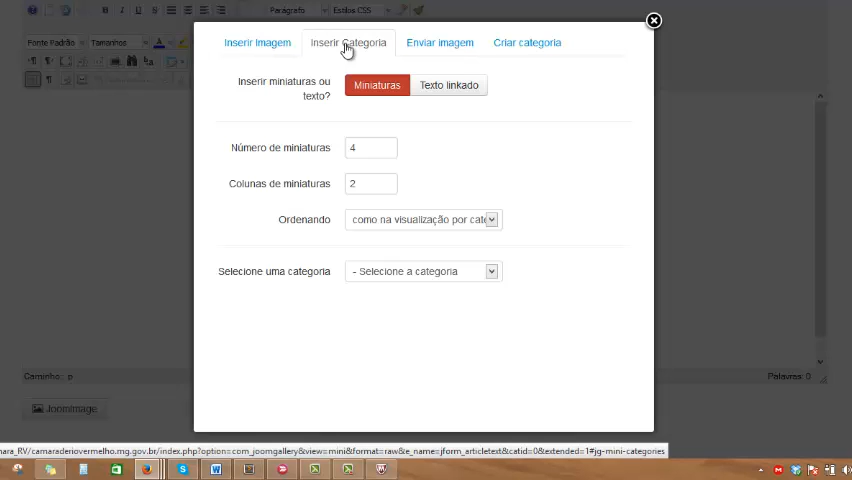 Parágrafo Estilos CSS
Inserir Imagem Inserir Categoria Enviar imagem Criar categoria
Fonte Padrão Tamanhos
Inserir miniaturas ou
texto? Miniaturas Texto linkado
Número de miniaturas 4
Colunas de miniaturas 2
Ordenando como na visualização por cate
Selecione uma categoria - Selecione a categoria
Caminho: p Palavras: 0
JoomImage
nara_RV/camaraderiovermelho.mg.gov.br/index.php?option=com_joomgallery&view=mini&format=raw&e_name=jform_articletext&catid=0&extended=1#jg-mini-categories